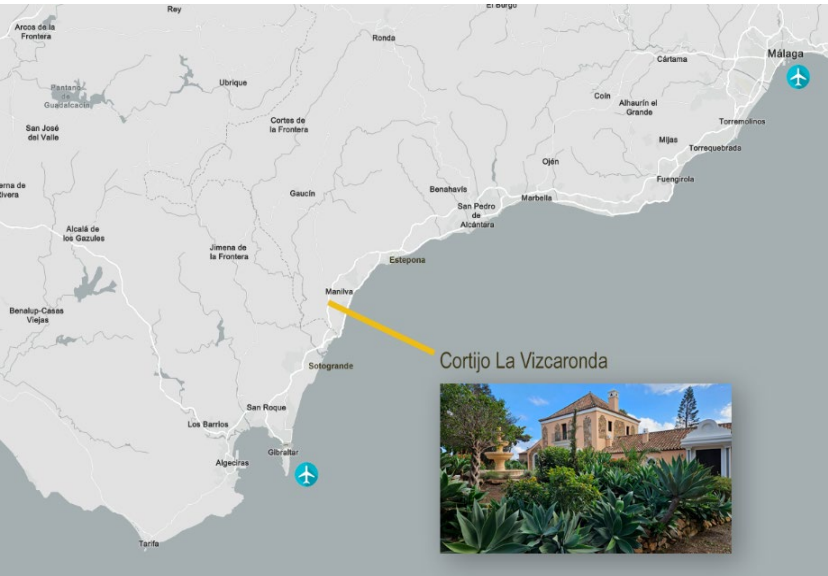 Rey
El Burgo
Arcos de la
Frontera
Ronda
Málaga
Cártama
Ubrique
Pantano
de
Guadalcacín
Coín
Alhaurín el
Grande
Cortes de
la Frontera
Torremolinos
San José
del Valle
Mijas
Torrequebrada
Ojén
Fuengirola
erna de
tivera
Gaucín
Benahavís
Marbella
San Pedro
de
Alcántara
Alcalá de
los Gazules
Jimena de
la Frontera
Estepona
Manilva
Benalup-Casas
Viejas
Cortijo La Vizcaronda
Sotogrande
San Roque
Los Barrios
Gibraltar
Algeciras
Tarifa